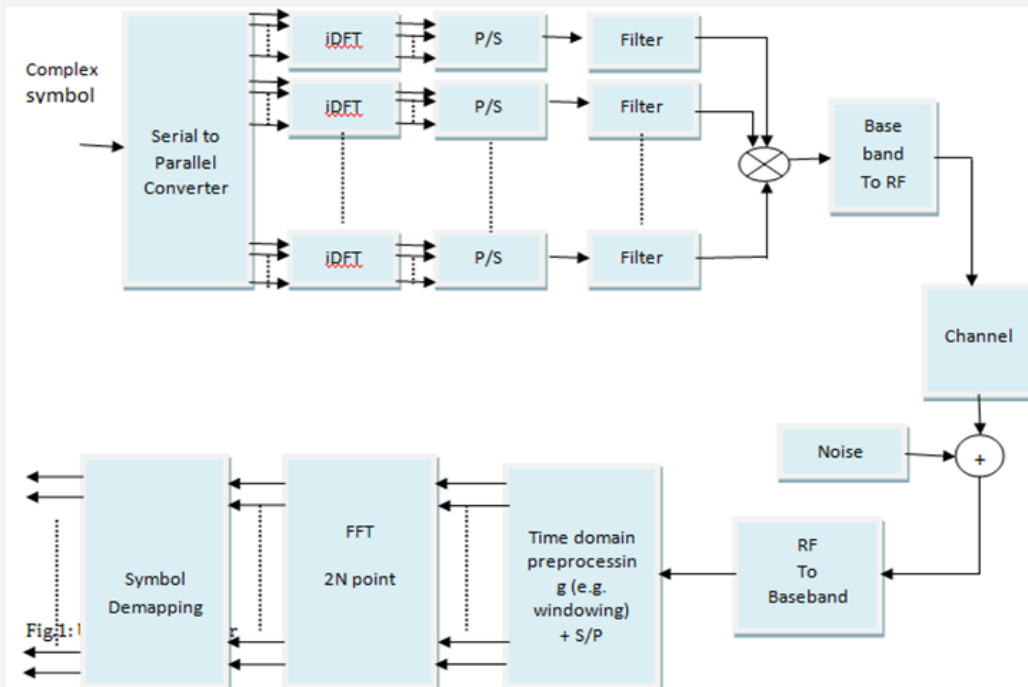 Complex
symbol
Serial to
Parallel
Converter
iDFT
P/S
Filter
iDFT
P/S
Filter
iDFT
P/S
Filter
Base
band
To RF
Channel
Noise
+
RF
To
Baseband
Time domain
preprocessin
g (e.g.
windowing)
+ S/P
FFT
2N point
Symbol
Demapping
Fig.1: